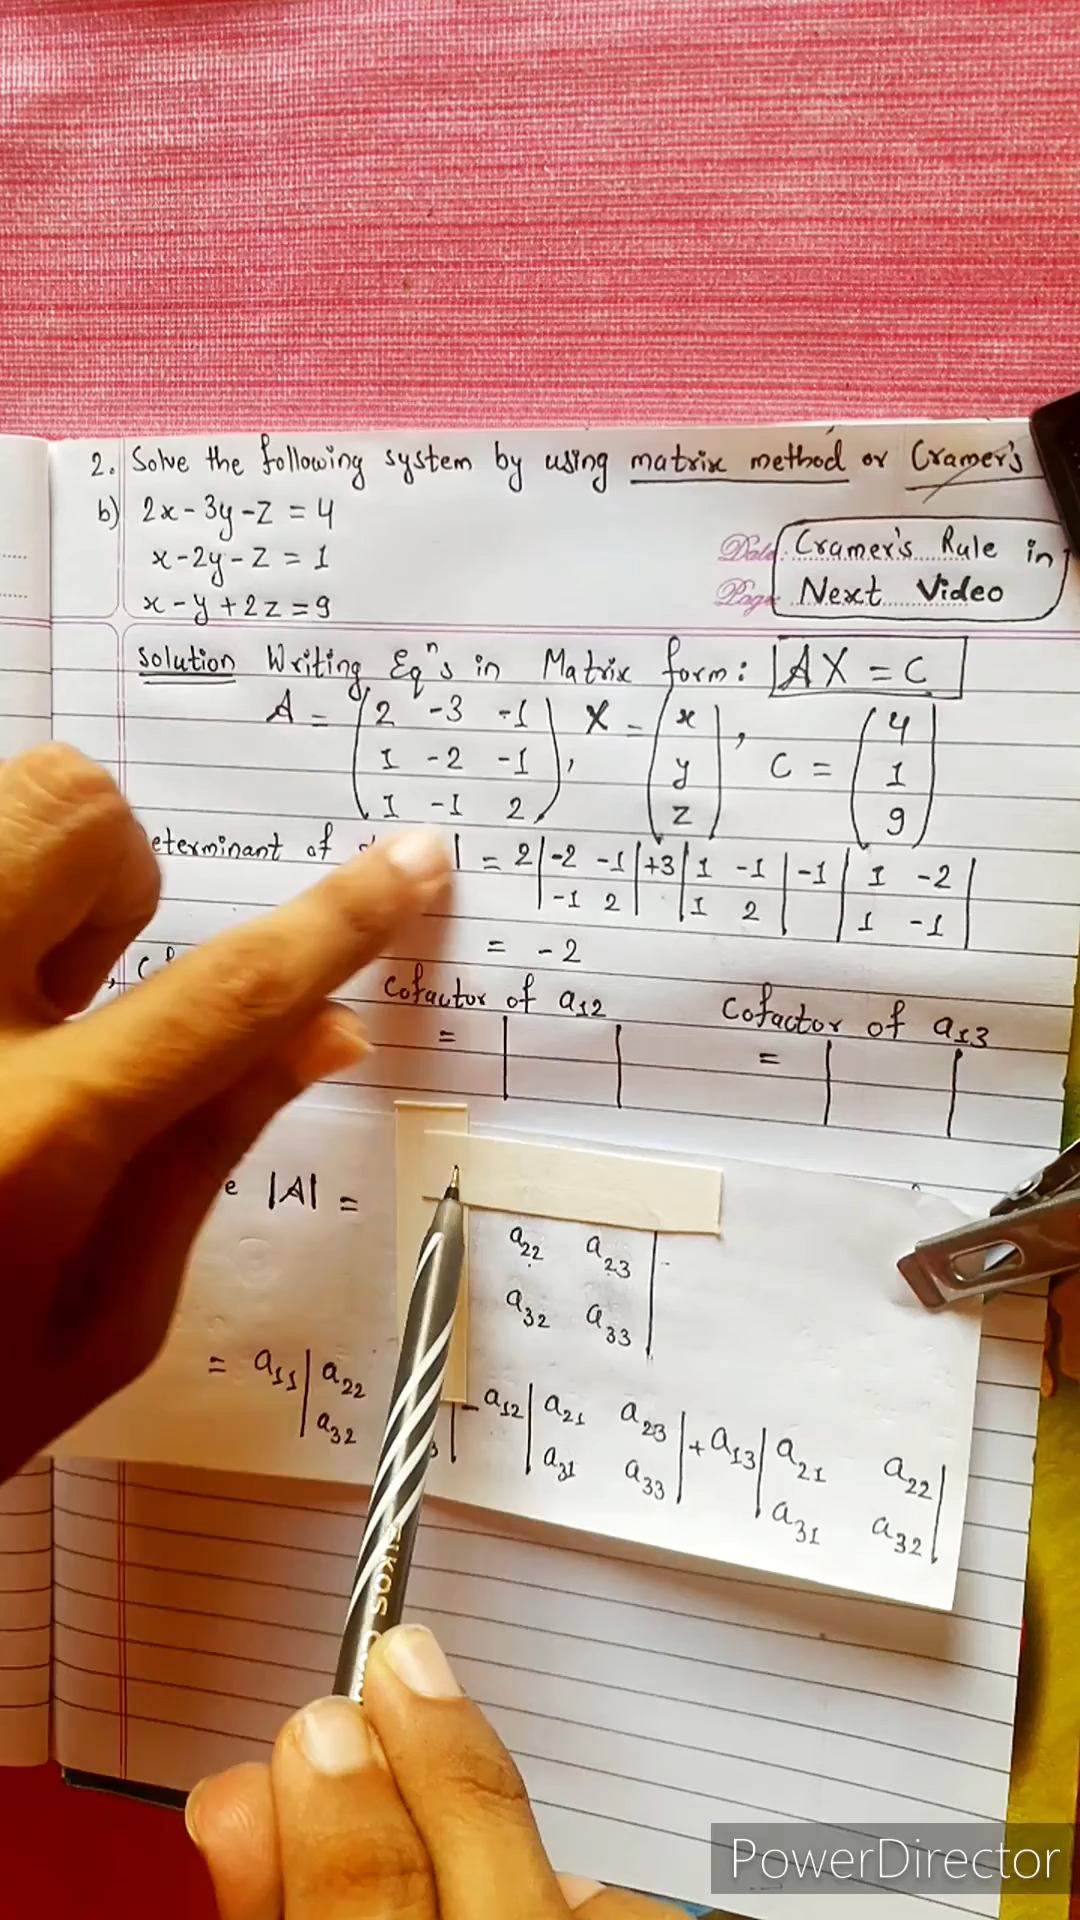 2. Solve the following system by using matrix method or Cramer's
b) 2x - 3y - z = 4
x - 2y - z = 1
x - y + 2z = 9
Date: Cramer's Rule in
Page: Next Video
Solution Writing Eqⁿs in Matrix form: AX = C
A = (2 -3 -1 X = (x , (4
1 -2 -1) , y) C = 1
1 -1 2 z 9)
eterminant of | = 2 |-2 -1| +3 |1 -1| -1 |1 -2|
|-1 2| |1 2| |1 -1|
= -2
Cofactor of a12 Cofactor of a13
= | | = | |
e |A| =
a22 a23 |
a32 a33 |
= a11 | a22 - a12 | a21 a23 | + a13 | a21 a22 |
| a32 3 | | a31 a33 | | a31 a32 |
PowerDirector